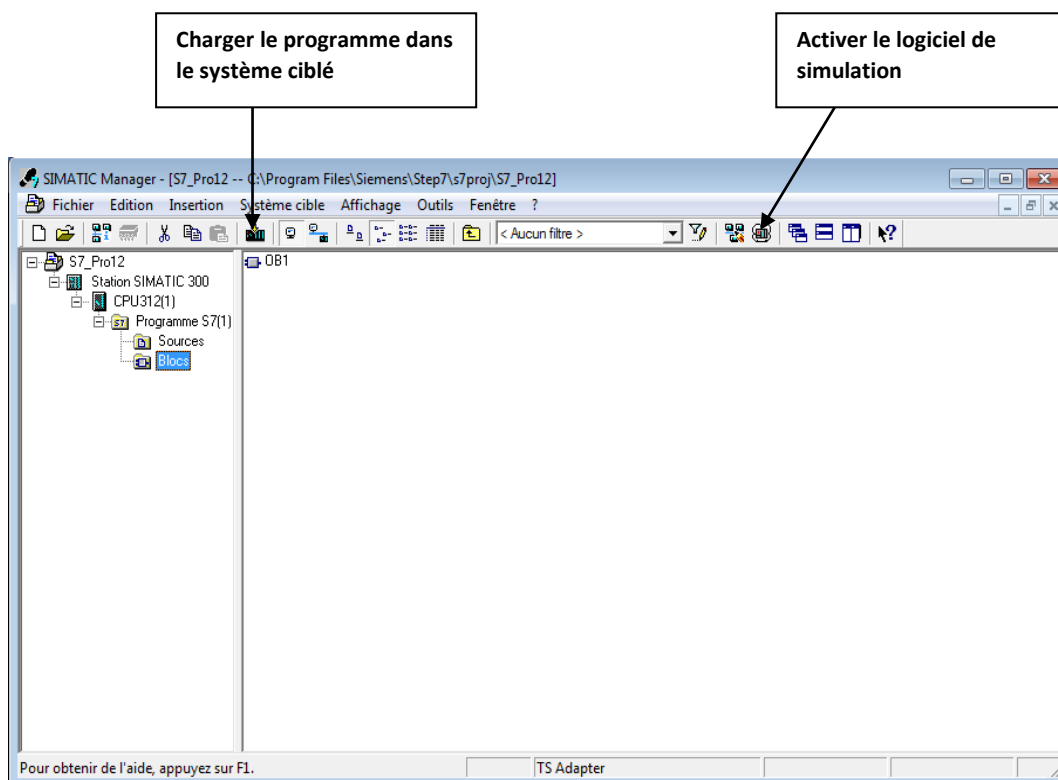 Charger le programme dans
le système ciblé
Activer le logiciel de
simulation
SIMATIC Manager - [S7_Pro12 -- C:\Program Files\Siemens\Step7\s7proj\S7_Pro12]
Fichier Edition Insertion Système cible Affichage Outils Fenêtre ?
< Aucun filtre >
S7_Pro12
Station SIMATIC 300
CPU312(1)
Programme S7(1)
Sources
Blocs
OB1
Pour obtenir de l'aide, appuyez sur F1.
TS Adapter